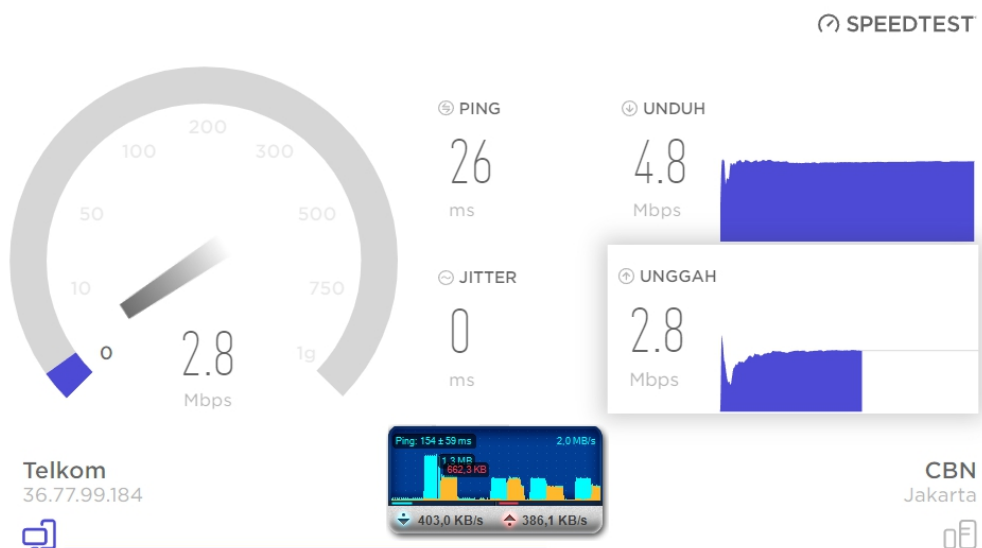 SPEEDTEST
PING
26
ms
UNDUH
4.8
Mbps
JITTER
0
ms
UNGGAH
2.8
Mbps
0
10
50
100
200
300
500
750
1g
2.8
Mbps
Telkom
36.77.99.184
Ping: 154 ± 59 ms
2,0 MB/s
1,3 MB
662,3 KB
403,0 KB/s
386,1 KB/s
CBN
Jakarta